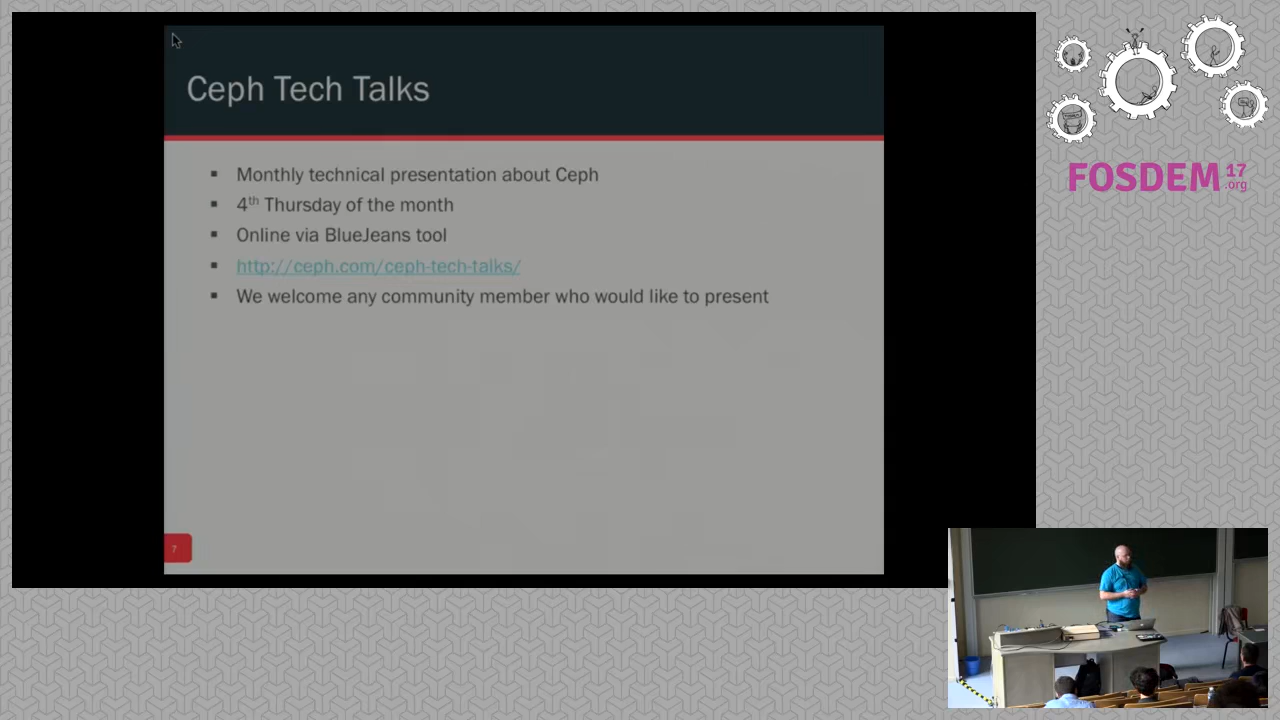 Ceph Tech Talks
▪ Monthly technical presentation about Ceph
▪ 4th Thursday of the month
▪ Online via BlueJeans tool
▪ http://ceph.com/ceph-tech-talks/
▪ We welcome any community member who would like to present
7
FOSDEM 17
.org